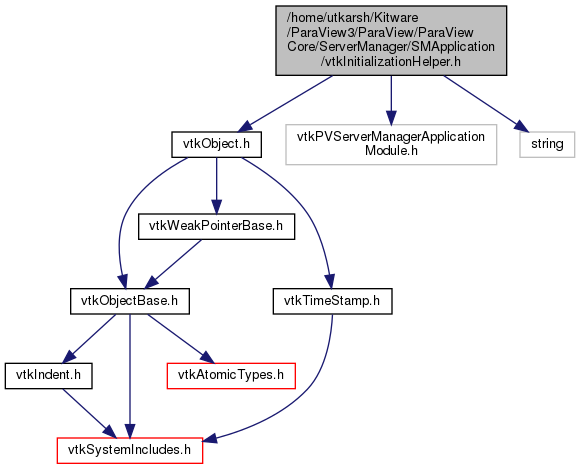 /home/utkarsh/Kitware
/ParaView3/ParaView/ParaView
Core/ServerManager/SMApplication
/vtkInitializationHelper.h
vtkObject.h
vtkPVServerManagerApplication
Module.h
string
vtkWeakPointerBase.h
vtkObjectBase.h
vtkTimeStamp.h
vtkIndent.h
vtkAtomicTypes.h
vtkSystemIncludes.h